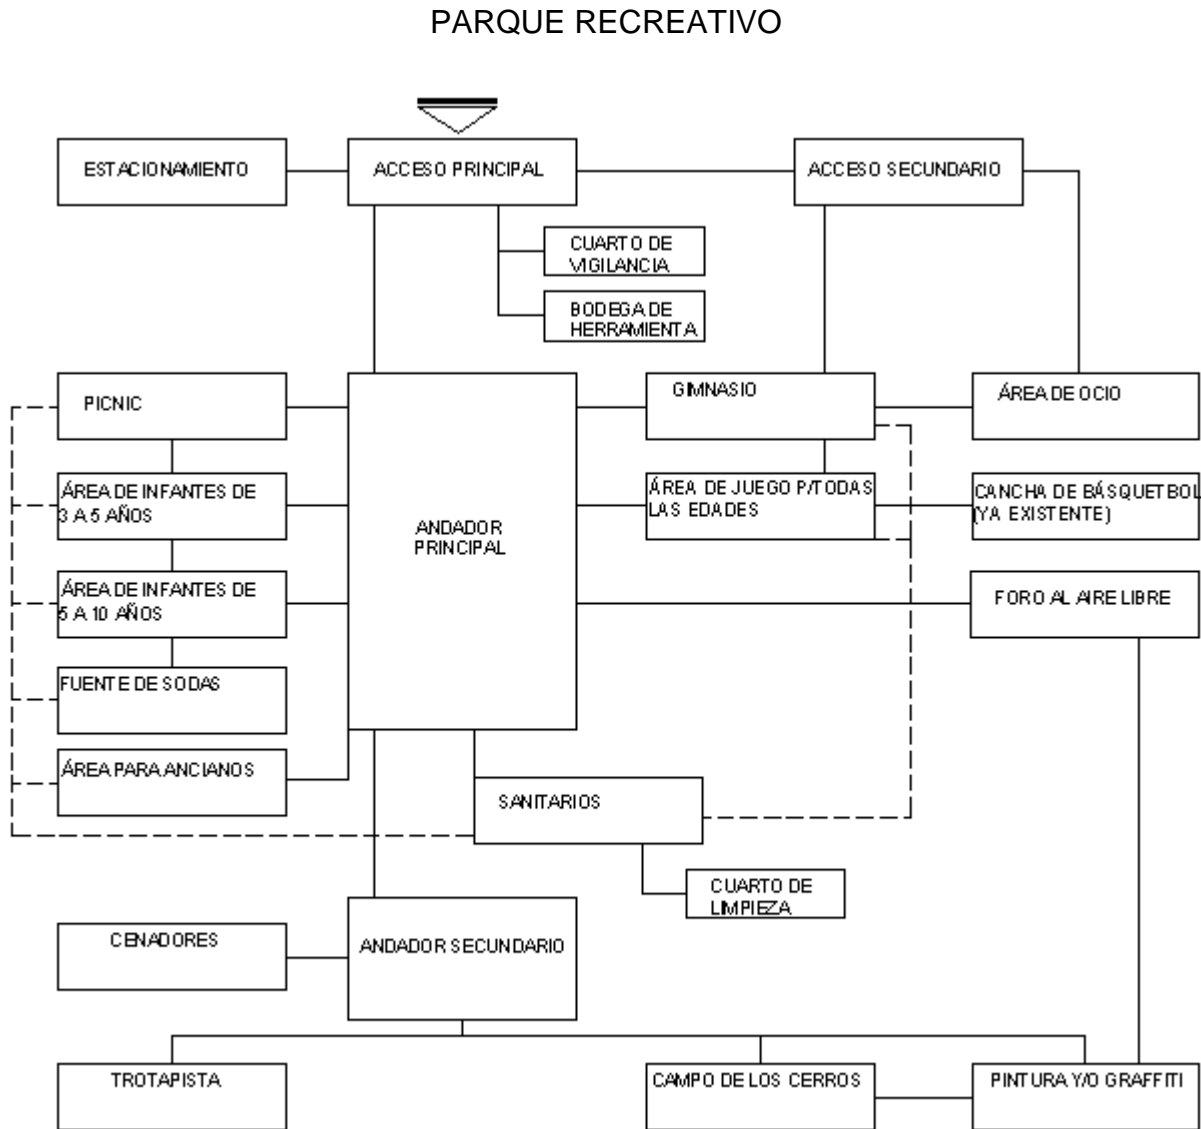 PARQUE RECREATIVO
ESTACIONAMIENTO
ACCESO PRINCIPAL
ACCESO SECUNDARIO
CUARTO DE
VIGILANCIA
BODEGA DE
HERRAMIENTA
PICNIC
GIMNASIO
ÁREA DE OCIO
ÁREA DE INFANTES DE
3 A 5 AÑOS
ANDADOR
PRINCIPAL
ÁREA DE JUEGO P/TODAS
LAS EDADES
CANCHA DE BÁSQUETBOL
(YA EXISTENTE)
ÁREA DE INFANTES DE
5 A 10 AÑOS
FORO AL AIRE LIBRE
FUENTE DE SODAS
ÁREA PARA ANCIANOS
SANITARIOS
CUARTO DE
LIMPIEZA
CENADORES
ANDADOR SECUNDARIO
TROTAPISTA
CAMPO DE LOS CERROS
PINTURA Y/O GRAFFITI